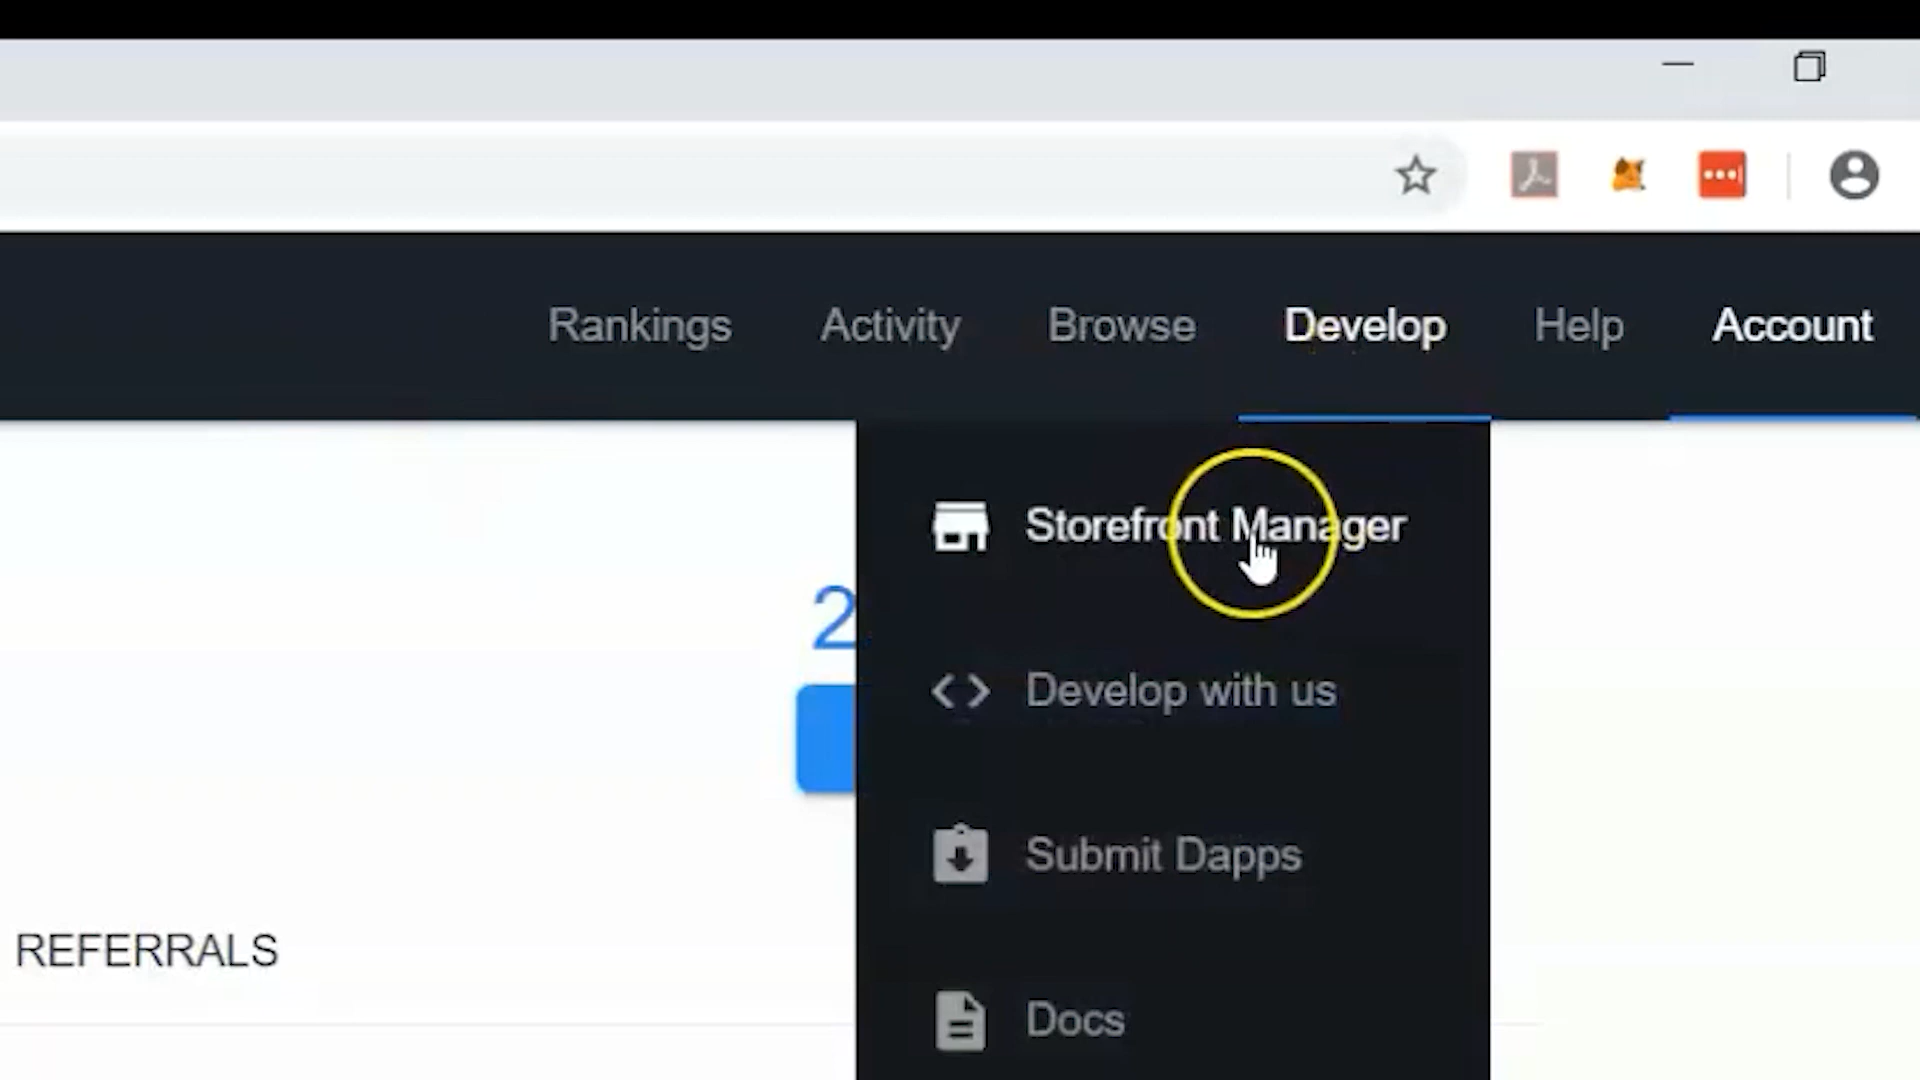 Rankings Activity Browse Develop Help Account
Storefront Manager
2
Develop with us
Submit Dapps
REFERRALS
Docs